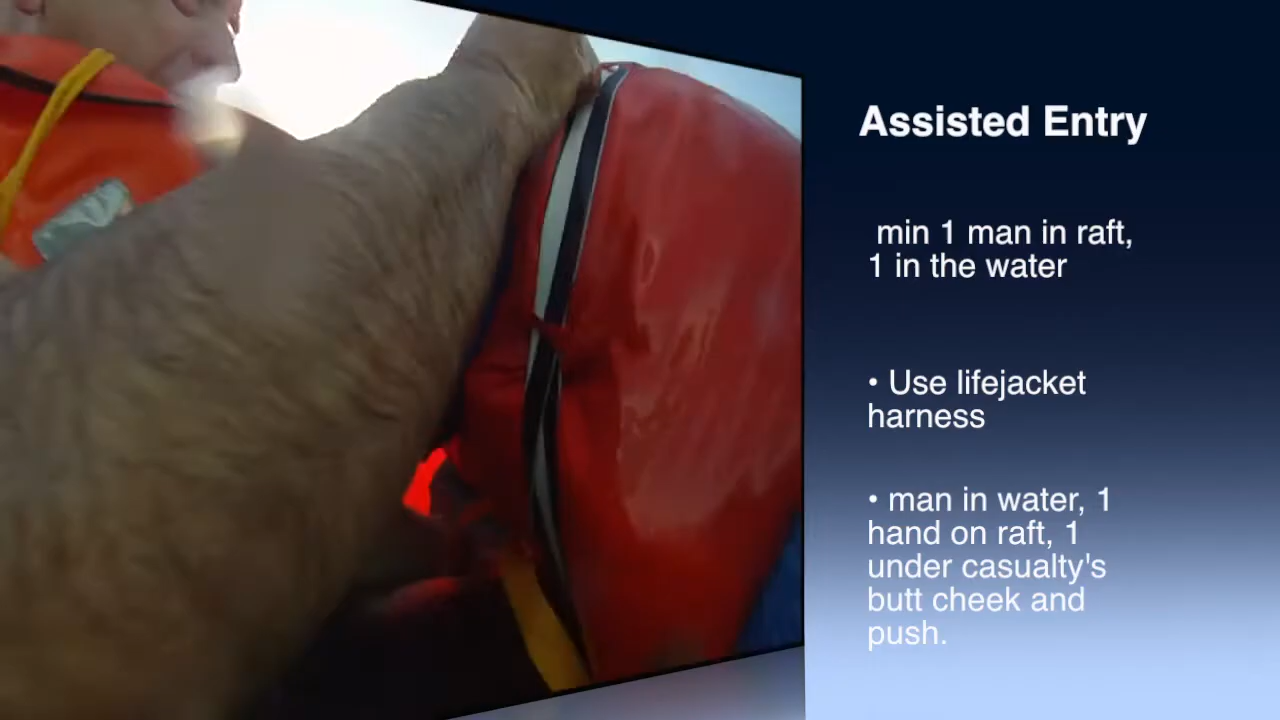 Assisted Entry
min 1 man in raft,
1 in the water
• Use lifejacket
harness
• man in water, 1
hand on raft, 1
under casualty's
butt cheek and
push.